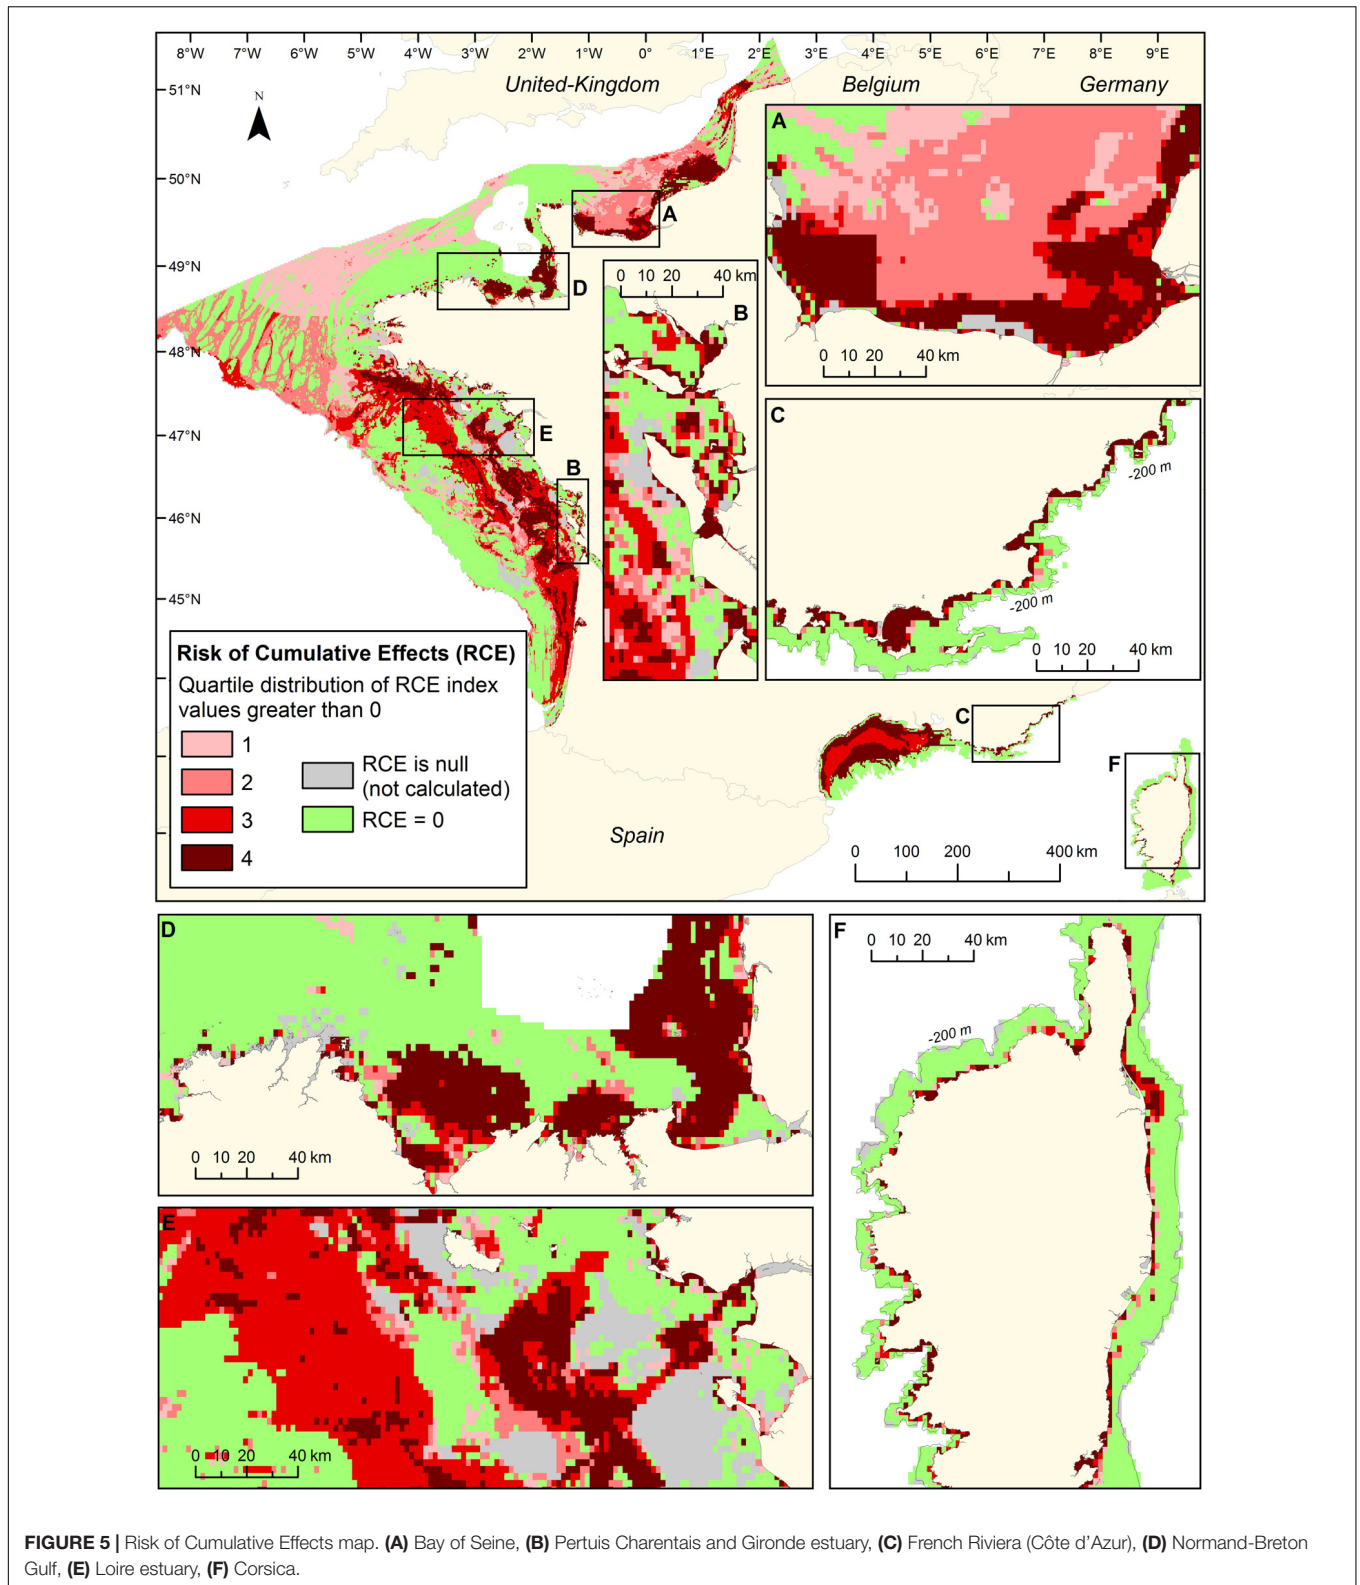 8°W 7°W 6°W 5°W 4°W 3°W 2°W 1°W 0° 1°E 2°E 3°E 4°E 5°E 6°E 7°E 8°E 9°E
United-Kingdom Belgium Germany
51°N
N
A
50°N
A
49°N
D
0 10 20 40 km
B
48°N
0 10 20 40 km
C
47°N
E
-200 m
B
46°N
45°N
-200 m
0 10 20 40 km
Risk of Cumulative Effects (RCE)
Quartile distribution of RCE index
values greater than 0
1
2
3
4
RCE is null
(not calculated)
RCE = 0
C
F
Spain
0 100 200 400 km
D
0 10 20 40 km
F
0 10 20 40 km
-200 m
E
0 10 20 40 km
FIGURE 5 | Risk of Cumulative Effects map. (A) Bay of Seine, (B) Pertuis Charentais and Gironde estuary, (C) French Riviera (Côte d'Azur), (D) Normand-Breton
Gulf, (E) Loire estuary, (F) Corsica.